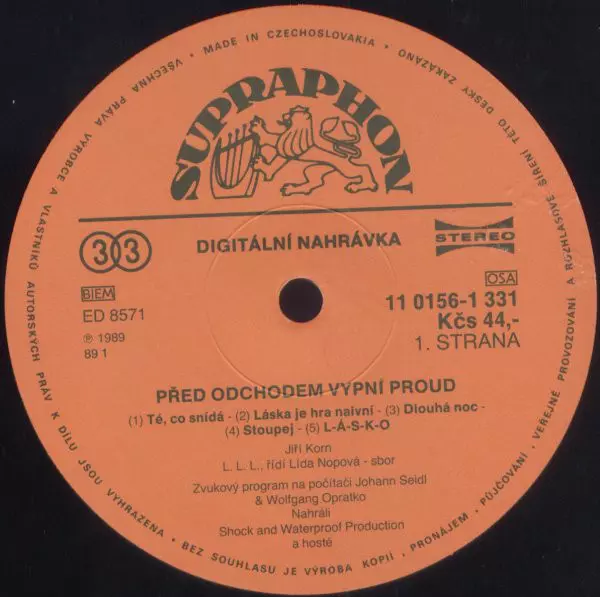 VŠECHNA PRÁVA VÝROBCE A VLASTNÍKŮ AUTORSKÝCH PRÁV K DÍLU JSOU VYHRAZENA • BEZ SOUHLASU JE VÝROBA KOPIÍ, PRONÁJEM, PŮJČOVÁNÍ, VEŘEJNÉ PROVOZOVÁNÍ A ROZHLASOVÉ ŠÍŘENÍ TÉTO DESKY ZAKÁZÁNO •
MADE IN CZECHOSLOVAKIA •
SUPRAPHON
33
DIGITÁLNÍ NAHRÁVKA
STEREO
BIEM
OSA
ED 8571
11 0156-1 331
Kčs 44,-
℗ 1989
89 1
1. STRANA
PŘED ODCHODEM VYPNI PROUD
(1) Té, co snídá - (2) Láska je hra naivní - (3) Dlouhá noc -
(4) Stoupej - (5) L-Á-S-K-O
Jiří Korn
L. L. L., řídí Lída Nopová - sbor
Zvukový program na počítači Johann Seidl
& Wolfgang Opratko
Nahráli
Shock and Waterproof Production
a hosté